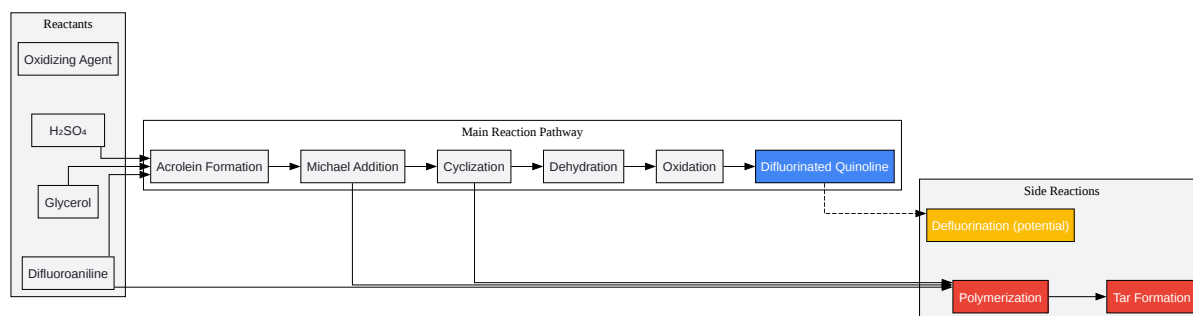 Reactants
Oxidizing Agent
H₂SO₄
Glycerol
Difluoroaniline
Main Reaction Pathway
Acrolein Formation
Michael Addition
Cyclization
Dehydration
Oxidation
Difluorinated Quinoline
Side Reactions
Defluorination (potential)
Polymerization
Tar Formation